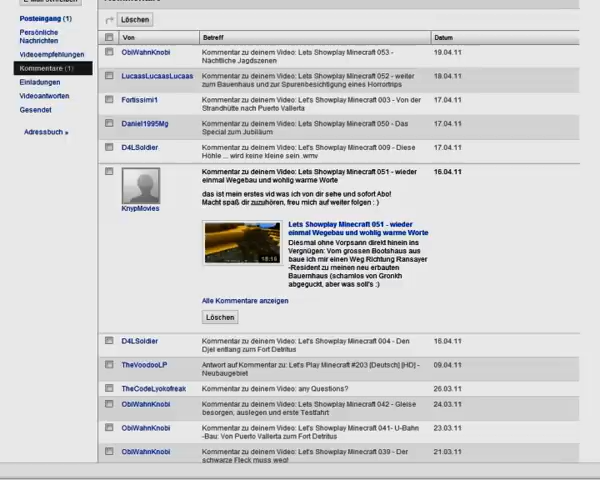 Posteingang (1)
Persönliche
Nachrichten
Videoempfehlungen
Kommentare (1)
Einladungen
Videoantworten
Gesendet
Adressbuch »
Löschen
Von Betreff Datum
ObiWahnKnobi Kommentar zu deinem Video: Lets Showplay Minecraft 053 - 19.04.11
Nächtliche Jagdszenen
LucaasLucaasLucaas Kommentar zu deinem Video: Lets Showplay Minecraft 052 - weiter 18.04.11
zum Bauernhaus und zur Spurenbesichtigung eines Horrortrips
Fortissimi1 Kommentar zu deinem Video: Lets Showplay Minecraft 003 - Von der 17.04.11
Strandhütte nach Puerto Vallerta
Daniel1995Mg Kommentar zu deinem Video: Lets Showplay Minecraft 050 - Das 17.04.11
Special zum Jubiläum
D4LSoldier Kommentar zu deinem Video: Lets Showplay Minecraft 009 - Diese 17.04.11
Höhle ... wird keine kleine sein .wmv
Kommentar zu deinem Video: Lets Showplay Minecraft 051 - wieder 16.04.11
einmal Wegebau und wohlig warme Worte
das ist mein erstes vid was ich von dir sehe und sofort Abo!
Macht spaß dir zuzuhören, freu mich auf weiter folgen : )
KnypMovies
Lets Showplay Minecraft 051 - wieder
einmal Wegebau und wohlig warme Worte
Diesmal ohne Vorspann direkt hinein ins
Vergnügen: Vom grossen Bootshaus aus
baue ich mir einen Weg Richtung Ransayer
-Resident zu meinen neu erbauten
Bauernhaus (schamlos von Gronkh
abgeguckt, aber was soll's :)
18:16
Alle Kommentare anzeigen
Löschen
D4LSoldier Kommentar zu deinem Video: Let's Showplay Minecraft 004 - Den 16.04.11
Djel entlang zum Fort Detritus
TheVoodooLP Antwort auf Kommentar zu: Let's Play Minecraft #203 [Deutsch] [HD] - 09.04.11
Neubaugebiet
TheCodeLyokofreak Kommentar zu deinem Video: any Questions? 26.03.11
ObiWahnKnobi Kommentar zu deinem Video: Lets Showplay Minecraft 042 - Gleise 24.03.11
besorgen, auslegen und erste Testfahrt
ObiWahnKnobi Kommentar zu deinem Video: Lets Showplay Minecraft 041- U-Bahn 23.03.11
-Bau: Von Puerto Vallerta zum Fort Detritus
ObiWahnKnobi Kommentar zu deinem Video: Lets Showplay Minecraft 039 - Der 21.03.11
schwarze Fleck muss weg!